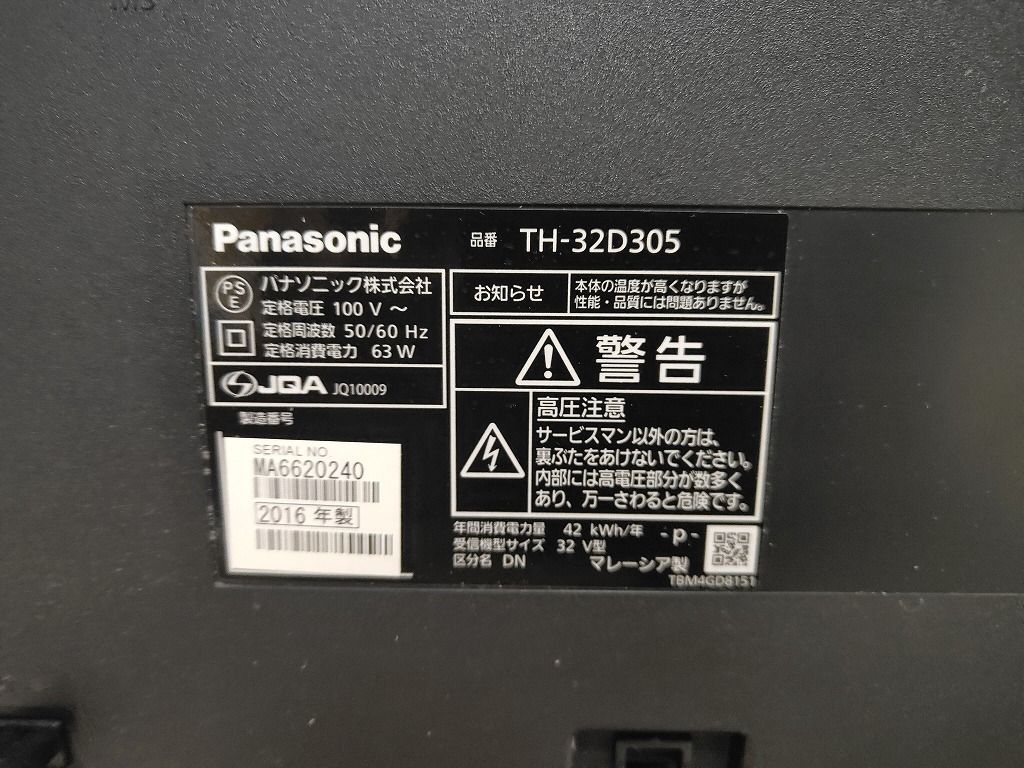 Panasonic 品番 TH-32D305
PS
E
パナソニック株式会社
定格電圧 100 V ～
定格周波数 50/60 Hz
定格消費電力 63 W
JQA JQ10009
製造番号
SERIAL NO.
MA6620240
2016 年製
お知らせ
本体の温度が高くなりますが
性能・品質には問題ありません。
警告
高圧注意
サービスマン以外の方は、
裏ぶたをあけないでください。
内部には高電圧部分が数多く
あり、万一さわると危険です。
年間消費電力量 42 kWh/年 -p-
受信機型サイズ 32 V型
区分名 DN マレーシア製
TBM4GD8151